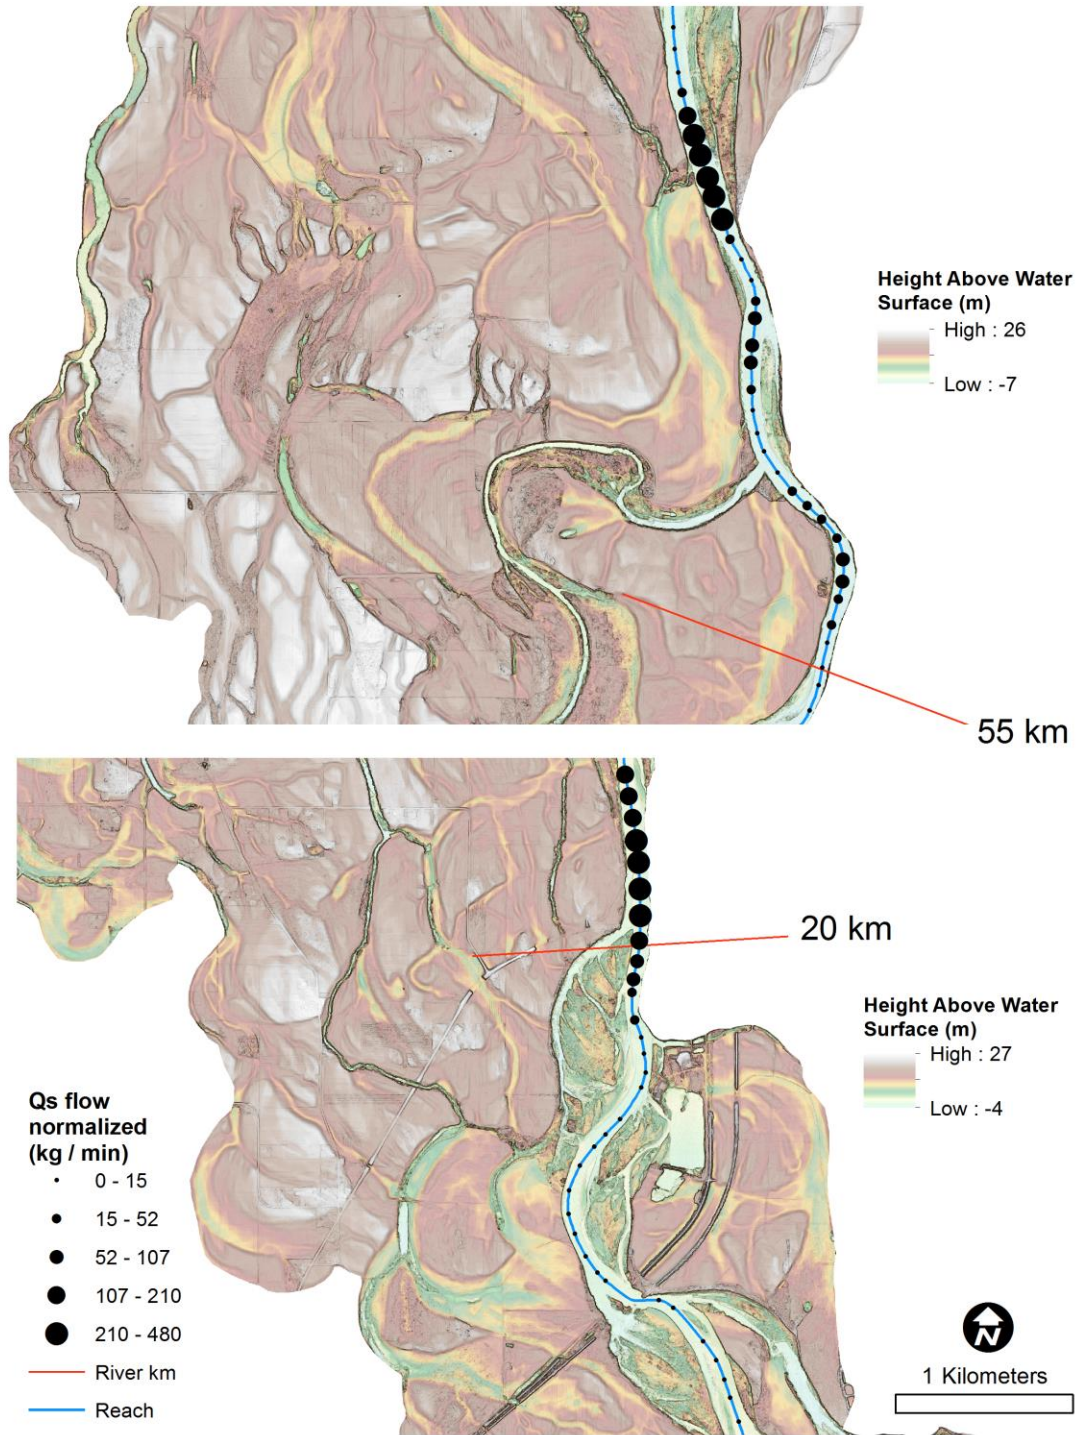 Height Above Water
Surface (m)
High : 26
Low : -7
55 km
20 km
Height Above Water
Surface (m)
High : 27
Low : -4
Qs flow
normalized
(kg / min)
0 - 15
15 - 52
52 - 107
107 - 210
210 - 480
River km
Reach
N
1 Kilometers